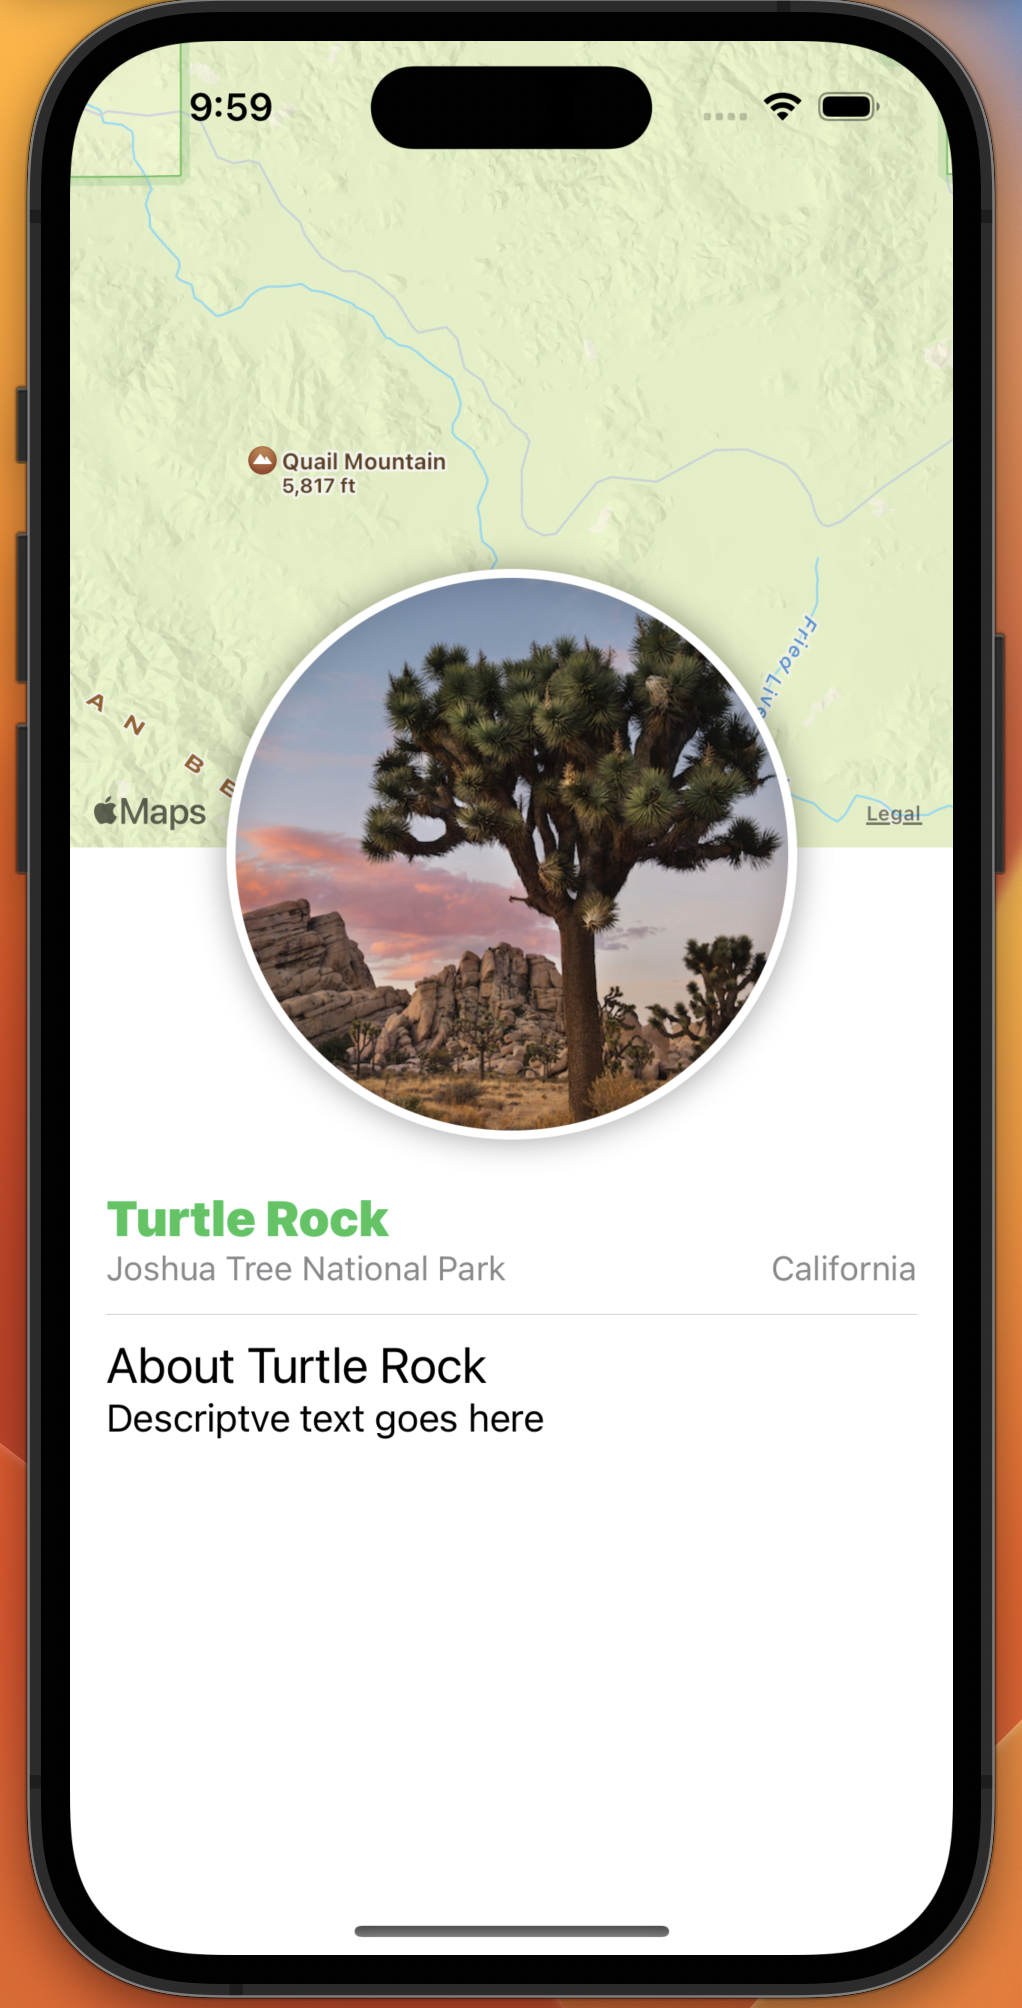 9:59
Quail Mountain
5,817 ft
Fried Live
A N B E
Maps
Legal
Turtle Rock
Joshua Tree National Park California
About Turtle Rock
Descriptve text goes here